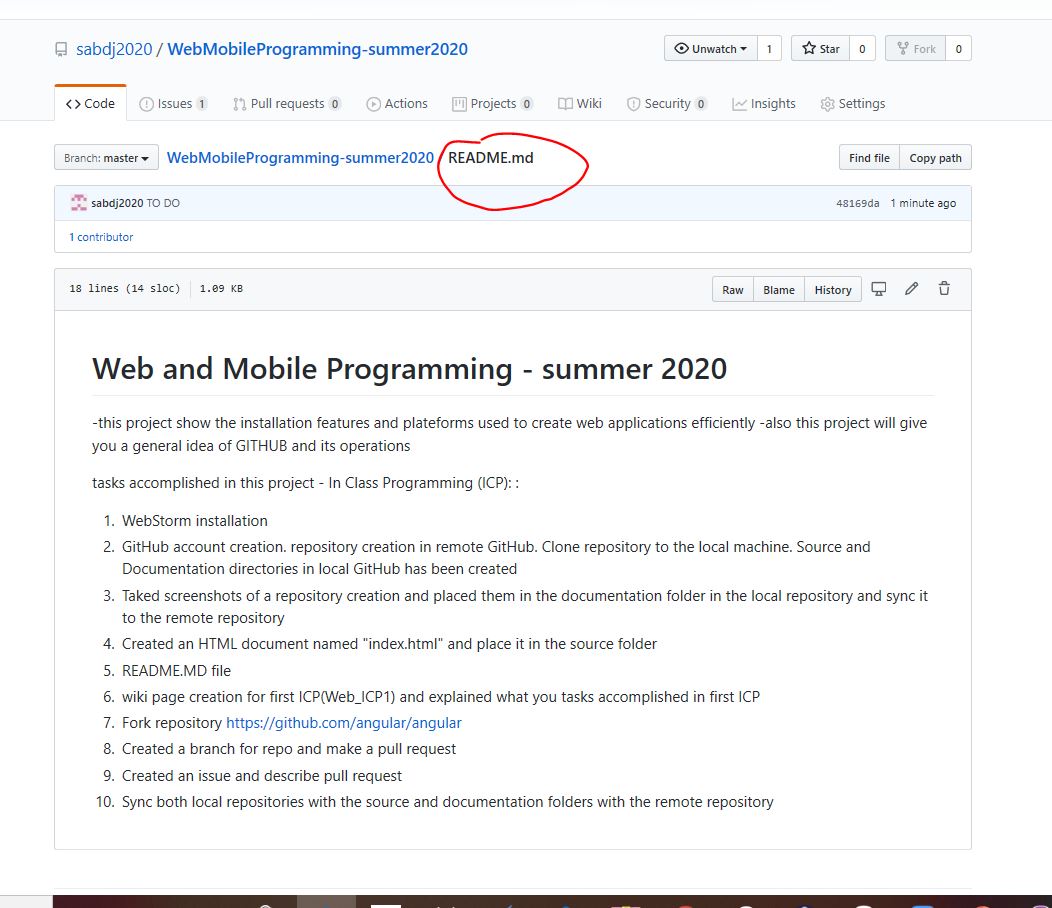 sabdj2020 / WebMobileProgramming-summer2020
Unwatch 1 Star 0 Fork 0
<> Code Issues 1 Pull requests 0 Actions Projects 0 Wiki Security 0 Insights Settings
Branch: master WebMobileProgramming-summer2020 README.md Find file Copy path
sabdj2020 TO DO 48169da 1 minute ago
1 contributor
18 lines (14 sloc) 1.09 KB Raw Blame History
Web and Mobile Programming - summer 2020
-this project show the installation features and plateforms used to create web applications efficiently -also this project will give
you a general idea of GITHUB and its operations
tasks accomplished in this project - In Class Programming (ICP): :
1. WebStorm installation
2. GitHub account creation. repository creation in remote GitHub. Clone repository to the local machine. Source and
Documentation directories in local GitHub has been created
3. Taked screenshots of a repository creation and placed them in the documentation folder in the local repository and sync it
to the remote repository
4. Created an HTML document named "index.html" and place it in the source folder
5. README.MD file
6. wiki page creation for first ICP(Web_ICP1) and explained what you tasks accomplished in first ICP
7. Fork repository https://github.com/angular/angular
8. Created a branch for repo and make a pull request
9. Created an issue and describe pull request
10. Sync both local repositories with the source and documentation folders with the remote repository